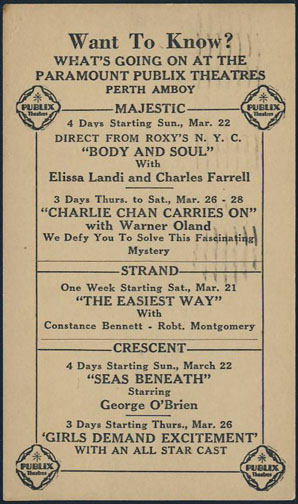 Want To Know?
WHAT'S GOING ON AT THE
PARAMOUNT PUBLIX THEATRES
PERTH AMBOY
PUBLIX
Theatres
PUBLIX
Theatres
MAJESTIC
4 Days Starting Sun., Mar. 22
DIRECT FROM ROXY'S N. Y. C.
"BODY AND SOUL"
With
Elissa Landi and Charles Farrell
3 Days Thurs. to Sat., Mar. 26 - 28
"CHARLIE CHAN CARRIES ON"
with Warner Oland
We Defy You To Solve This Fascinating
Mystery
STRAND
One Week Starting Sat., Mar. 21
"THE EASIEST WAY"
With
Constance Bennett - Robt. Montgomery
CRESCENT
4 Days Starting Sun., March 22
"SEAS BENEATH"
Starring
George O'Brien
3 Days Starting Thurs., Mar. 26
'GIRLS DEMAND EXCITEMENT'
WITH AN ALL STAR CAST
PUBLIX
Theatres
PUBLIX
Theatres